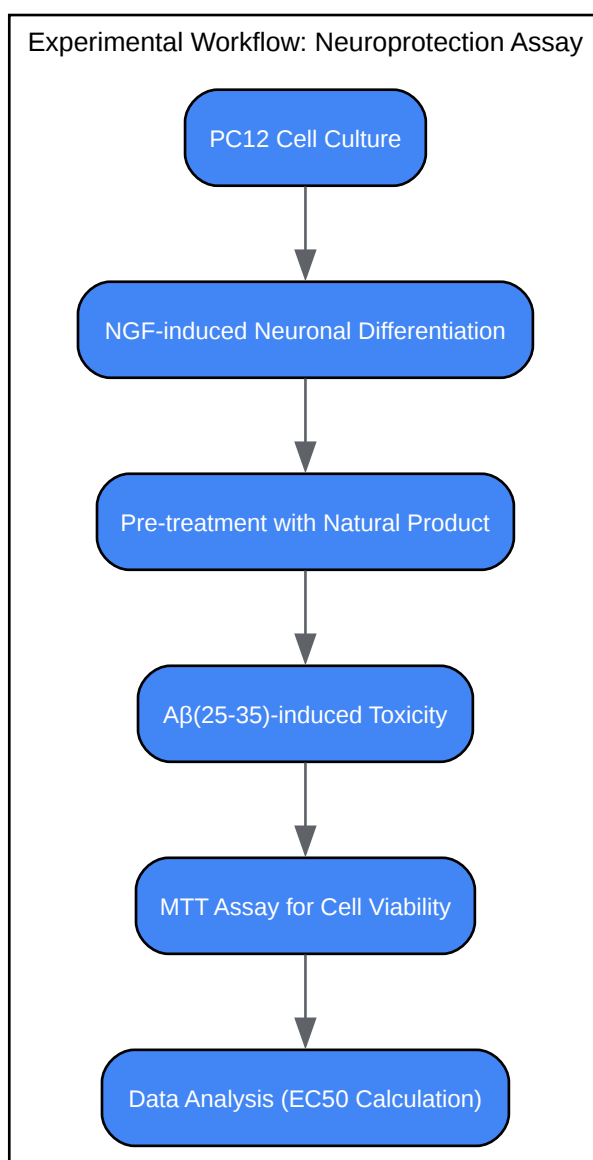 Experimental Workflow: Neuroprotection Assay
PC12 Cell Culture
NGF-induced Neuronal Differentiation
Pre-treatment with Natural Product
Aβ(25-35)-induced Toxicity
MTT Assay for Cell Viability
Data Analysis (EC50 Calculation)